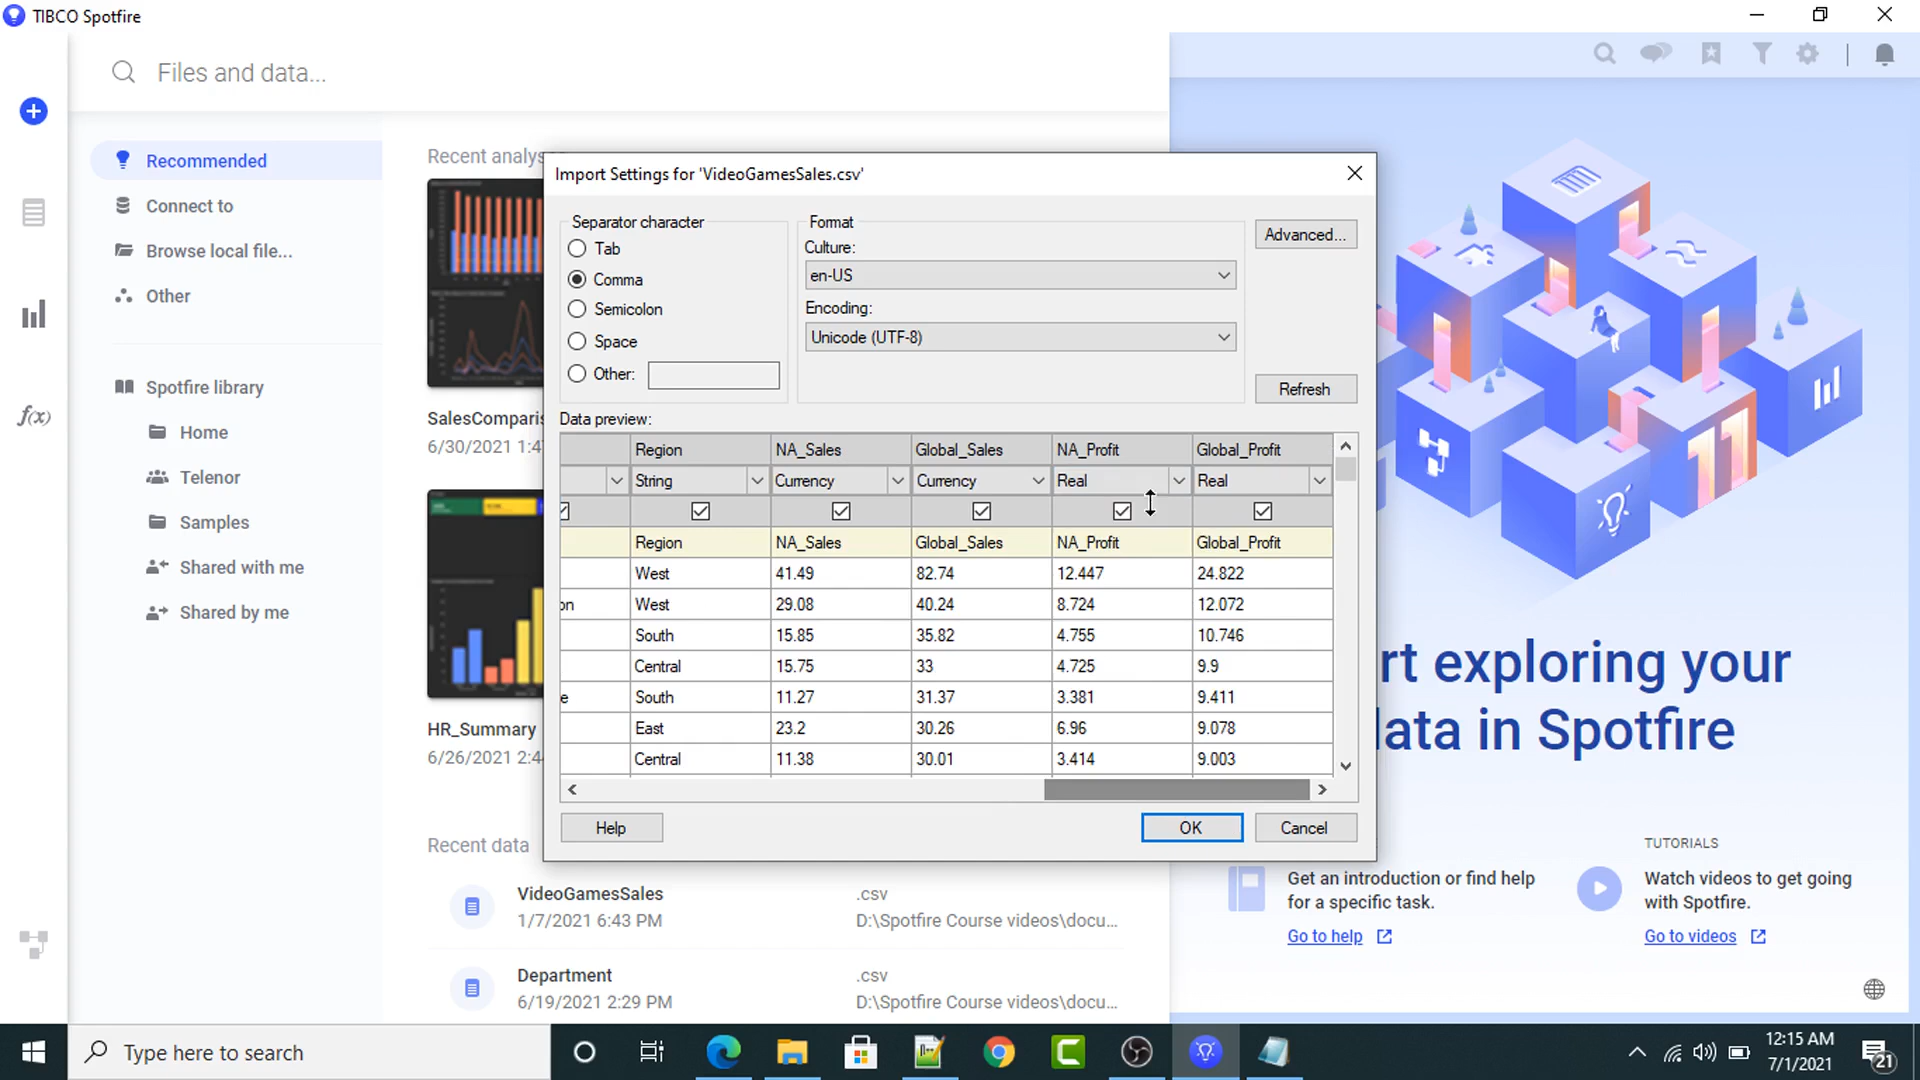 TIBCO Spotfire
Files and data...
Recommended
Connect to
Browse local file...
Other
Spotfire library
Home
Telenor
Samples
Shared with me
Shared by me
f(x)
Recent analys
SalesComparis
6/30/2021 1:4
HR_Summary
6/26/2021 2:4
Recent data
VideoGamesSales .csv
1/7/2021 6:43 PM D:\Spotfire Course videos\docu...
Department .csv
6/19/2021 2:29 PM D:\Spotfire Course videos\docu...
Import Settings for 'VideoGamesSales.csv'
Separator character
Tab
Comma
Semicolon
Space
Other:
Format
Culture:
en-US
Encoding:
Unicode (UTF-8)
Advanced...
Refresh
Data preview:
Region NA_Sales Global_Sales NA_Profit Global_Profit
String Currency Currency Real Real
Region NA_Sales Global_Sales NA_Profit Global_Profit
West 41.49 82.74 12.447 24.822
on West 29.08 40.24 8.724 12.072
South 15.85 35.82 4.755 10.746
Central 15.75 33 4.725 9.9
e South 11.27 31.37 3.381 9.411
East 23.2 30.26 6.96 9.078
Central 11.38 30.01 3.414 9.003
Help
OK
Cancel
11
rt exploring your
data in Spotfire
Get an introduction or find help
for a specific task.
Go to help
TUTORIALS
Watch videos to get going
with Spotfire.
Go to videos
Type here to search
12:15 AM
7/1/2021
21